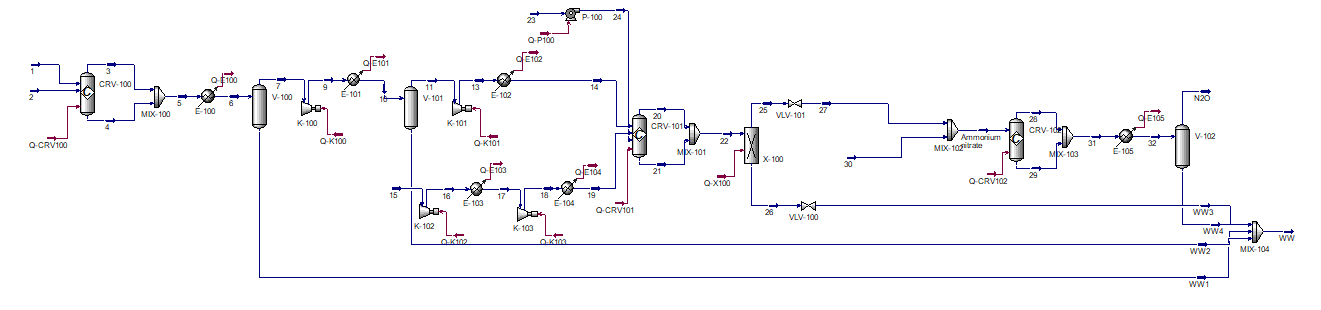 23
P-100
24
Q-P100
1
2
3
CRV-100
4
Q-CRV100
MIX-100
5
Q-E100
E-100
6
7
V-100
9
K-100
Q-K100
Q-E101
E-101
10
11
V-101
13
K-101
Q-K101
Q-E102
E-102
14
15
16
K-102
Q-K102
Q-E103
E-103
17
18
K-103
Q-K103
Q-E104
E-104
19
20
CRV-101
21
Q-CRV101
MIX-101
22
Q-X100
X-100
25
VLV-101
27
26
VLV-100
30
MIX-102
Ammonium
nitrate
28
29
Q-CRV102
MIX-103
31
Q-E105
E-105
32
N2O
V-102
WW3
WW4
WW2
WW1
MIX-104
WW